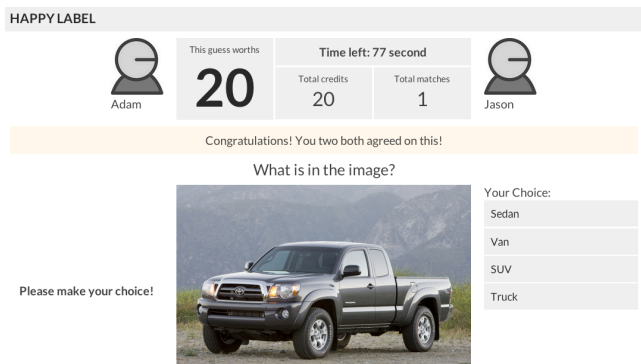 HAPPY LABEL
This guess worths
20
Time left: 77 second
Total credits
20
Total matches
1
Adam
Jason
Congratulations! You two both agreed on this!
What is in the image?
Please make your choice!
Your Choice:
Sedan
Van
SUV
Truck